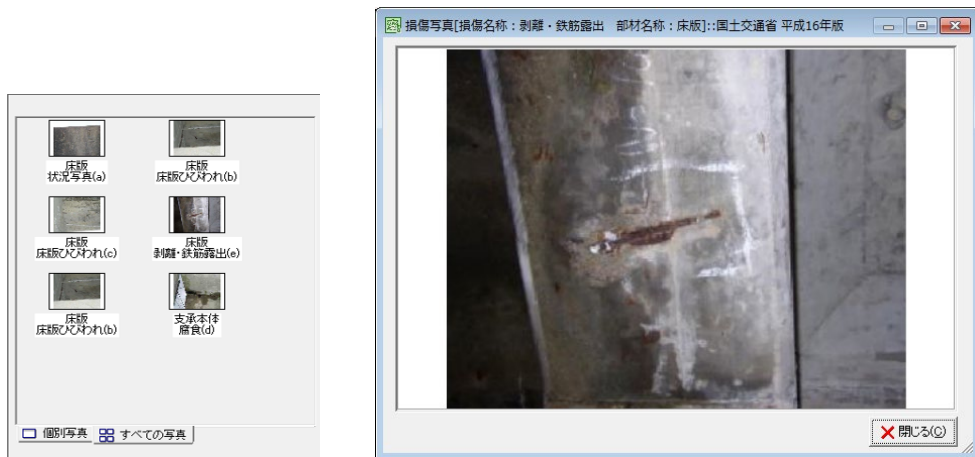 床版
状況写真(a)
床版
床版ひびわれ(b)
床版
床版ひびわれ(c)
床版
剥離・鉄筋露出(e)
床版
床版ひびわれ(b)
支承本体
腐食(d)
個別写真
すべての写真
損傷写真[損傷名称：剥離・鉄筋露出　部材名称：床版]::国土交通省 平成16年版
閉じる(C)